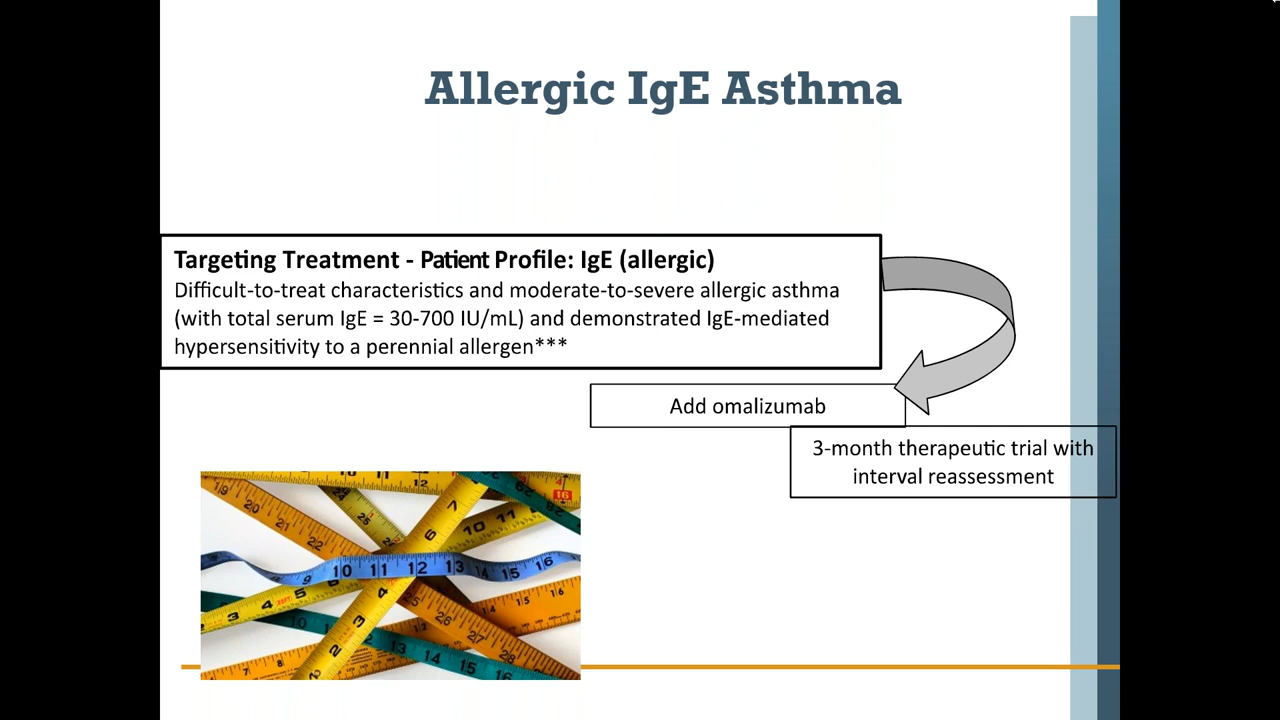 Allergic IgE Asthma
Targeting Treatment - Patient Profile: IgE (allergic)
Difficult-to-treat characteristics and moderate-to-severe allergic asthma
(with total serum IgE = 30-700 IU/mL) and demonstrated IgE-mediated
hypersensitivity to a perennial allergen***
Add omalizumab
3-month therapeutic trial with
interval reassessment